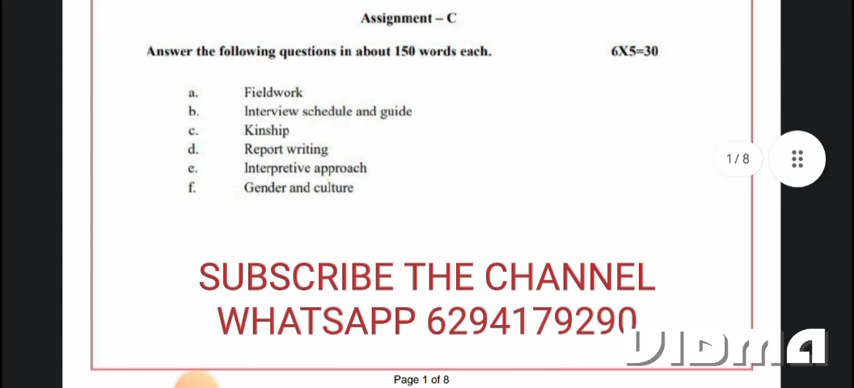 Assignment – C
Answer the following questions in about 150 words each. 6X5=30
a. Fieldwork
b. Interview schedule and guide
c. Kinship
d. Report writing
e. Interpretive approach
f. Gender and culture
1 / 8
SUBSCRIBE THE CHANNEL
WHATSAPP 6294179290
VIDMA
Page 1 of 8